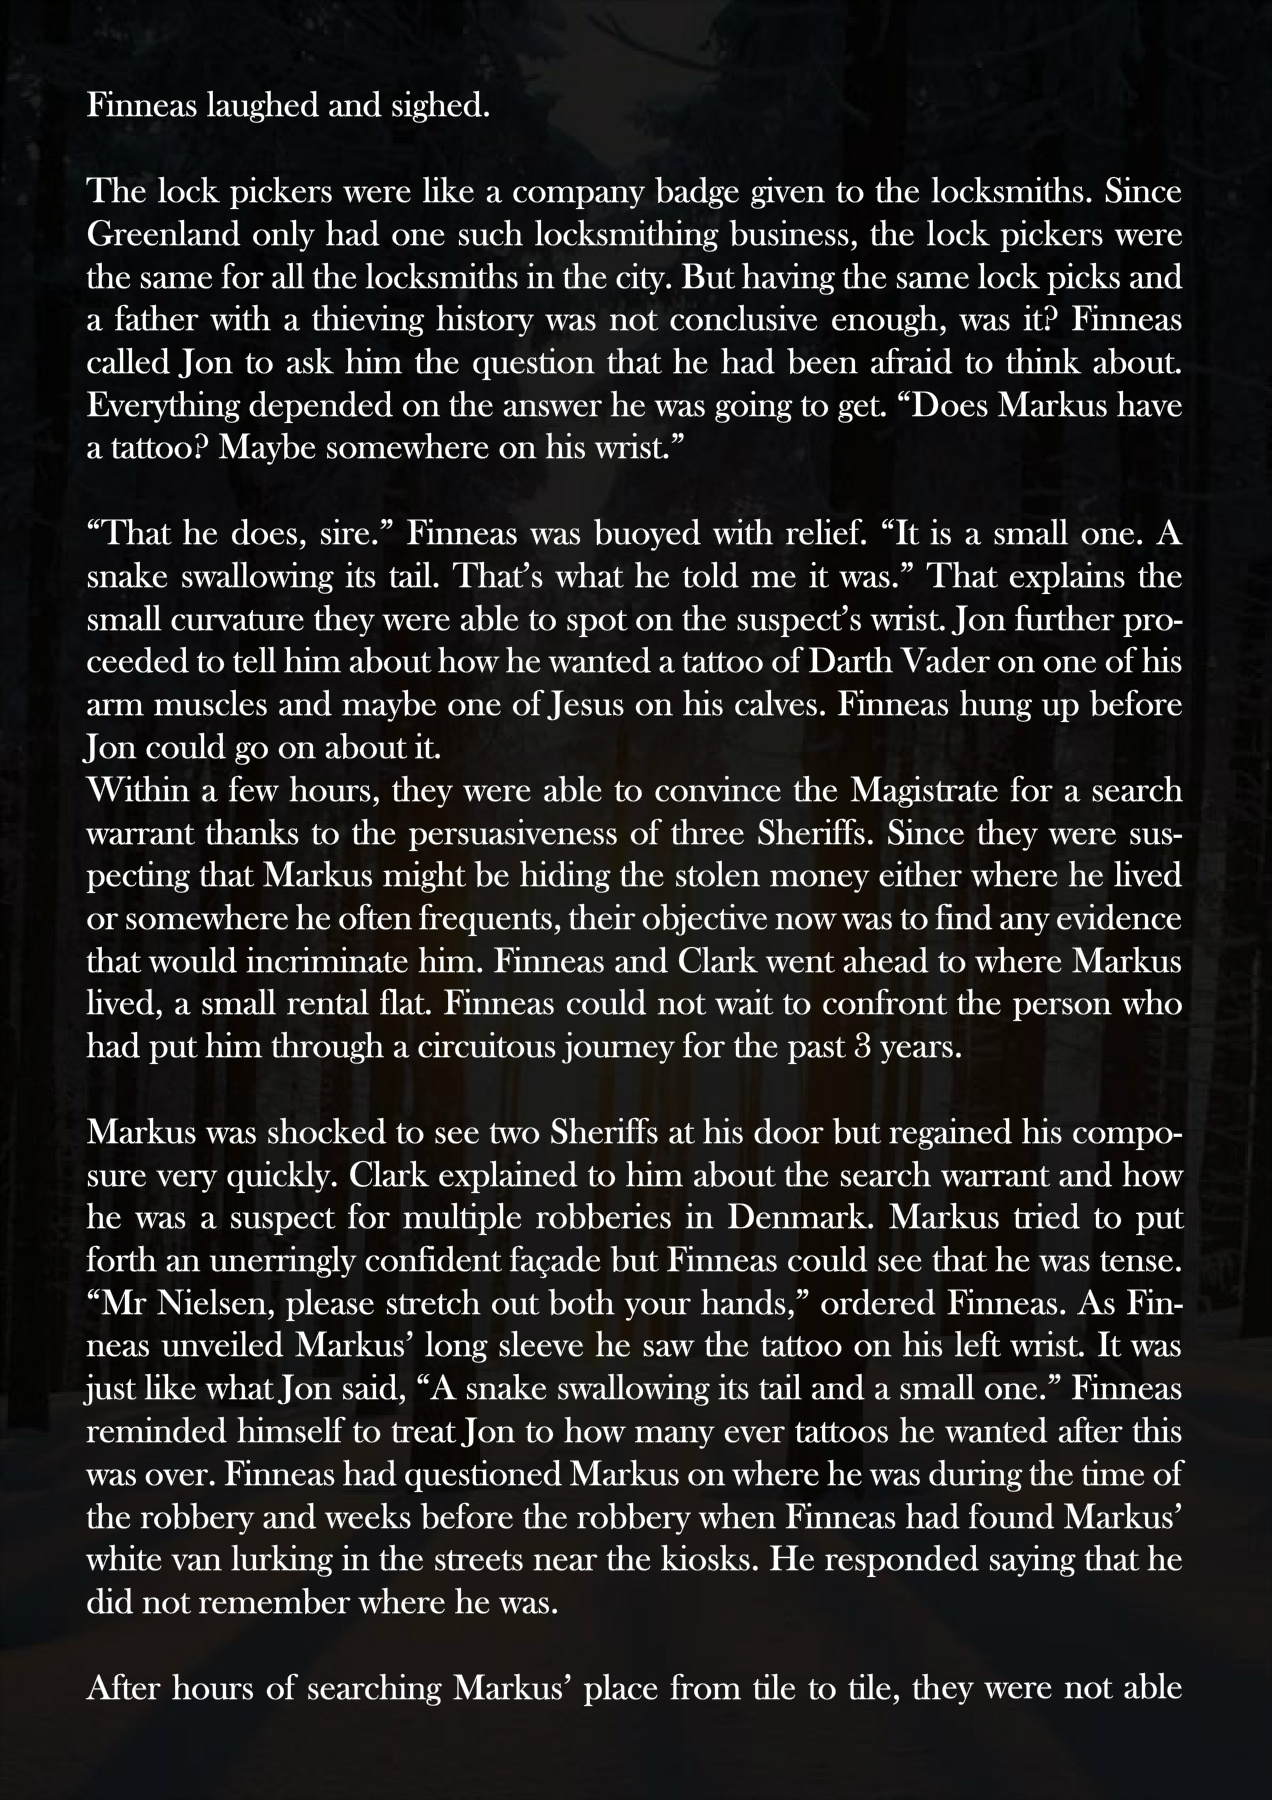 Finneas laughed and sighed.
The lock pickers were like a company badge given to the locksmiths. Since
Greenland only had one such locksmithing business, the lock pickers were
the same for all the locksmiths in the city. But having the same lock picks and
a father with a thieving history was not conclusive enough, was it? Finneas
called Jon to ask him the question that he had been afraid to think about.
Everything depended on the answer he was going to get. “Does Markus have
a tattoo? Maybe somewhere on his wrist.”
“That he does, sire.” Finneas was buoyed with relief. “It is a small one. A
snake swallowing its tail. That’s what he told me it was.” That explains the
small curvature they were able to spot on the suspect’s wrist. Jon further pro-
ceeded to tell him about how he wanted a tattoo of Darth Vader on one of his
arm muscles and maybe one of Jesus on his calves. Finneas hung up before
Jon could go on about it.
Within a few hours, they were able to convince the Magistrate for a search
warrant thanks to the persuasiveness of three Sheriffs. Since they were sus-
pecting that Markus might be hiding the stolen money either where he lived
or somewhere he often frequents, their objective now was to find any evidence
that would incriminate him. Finneas and Clark went ahead to where Markus
lived, a small rental flat. Finneas could not wait to confront the person who
had put him through a circuitous journey for the past 3 years.
Markus was shocked to see two Sheriffs at his door but regained his compo-
sure very quickly. Clark explained to him about the search warrant and how
he was a suspect for multiple robberies in Denmark. Markus tried to put
forth an unerringly confident façade but Finneas could see that he was tense.
“Mr Nielsen, please stretch out both your hands,” ordered Finneas. As Fin-
neas unveiled Markus’ long sleeve he saw the tattoo on his left wrist. It was
just like what Jon said, “A snake swallowing its tail and a small one.” Finneas
reminded himself to treat Jon to how many ever tattoos he wanted after this
was over. Finneas had questioned Markus on where he was during the time of
the robbery and weeks before the robbery when Finneas had found Markus’
white van lurking in the streets near the kiosks. He responded saying that he
did not remember where he was.
After hours of searching Markus’ place from tile to tile, they were not able